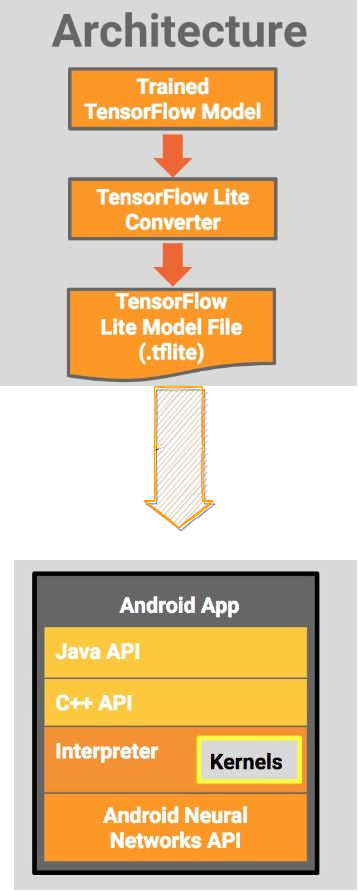 Architecture
Trained
TensorFlow Model
TensorFlow Lite
Converter
TensorFlow
Lite Model File
(.tflite)
Android App
Java API
C++ API
Interpreter
Kernels
Android Neural
Networks API